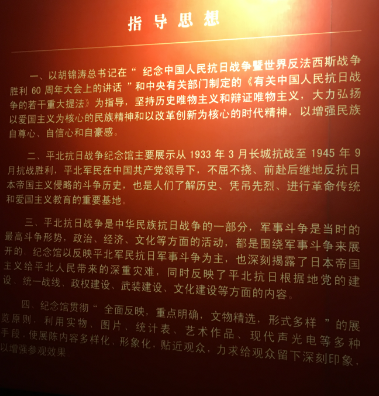 指导思想
一、以胡锦涛总书记在“纪念中国人民抗日战争暨世界反法西斯战争
胜利60周年大会上的讲话”和中央有关部门制定的《有关中国人民抗日战
争的若干重大提法》为指导，坚持历史唯物主义和辩证唯物主义，大力弘扬
以爱国主义为核心的民族精神和以改革创新为核心的时代精神，以增强民族
自尊心、自信心和自豪感。
二、平北抗日战争纪念馆主要展示从1933年3月长城抗战至1945年9
月抗战胜利，平北军民在中国共产党领导下，不屈不挠、前赴后继地反抗日
本帝国主义侵略的斗争历史，也是人们了解历史、凭吊先烈、进行革命传统
和爱国主义教育的重要基地。
三、平北抗日战争是中华民族抗日战争的一部分，军事斗争是当时的
最高斗争形势，政治、经济、文化等方面的活动，都是围绕军事斗争来展
开的。纪念馆以反映平北军民抗日军事斗争为主，也深刻揭露了日本帝国
主义给平北人民带来的深重灾难，同时反映了平北抗日根据地党的建
设、统一战线、政权建设、武装建设、文化建设等方面的内容。
四、纪念馆贯彻“全面反映，重点明确，文物精选，形式多样”的展
览原则，利用实物、图片、统计表、艺术作品、现代声光电等多种
手段，使展陈内容多样化、形象化，贴近观众，力求给观众留下深刻印象，
以增强参观效果